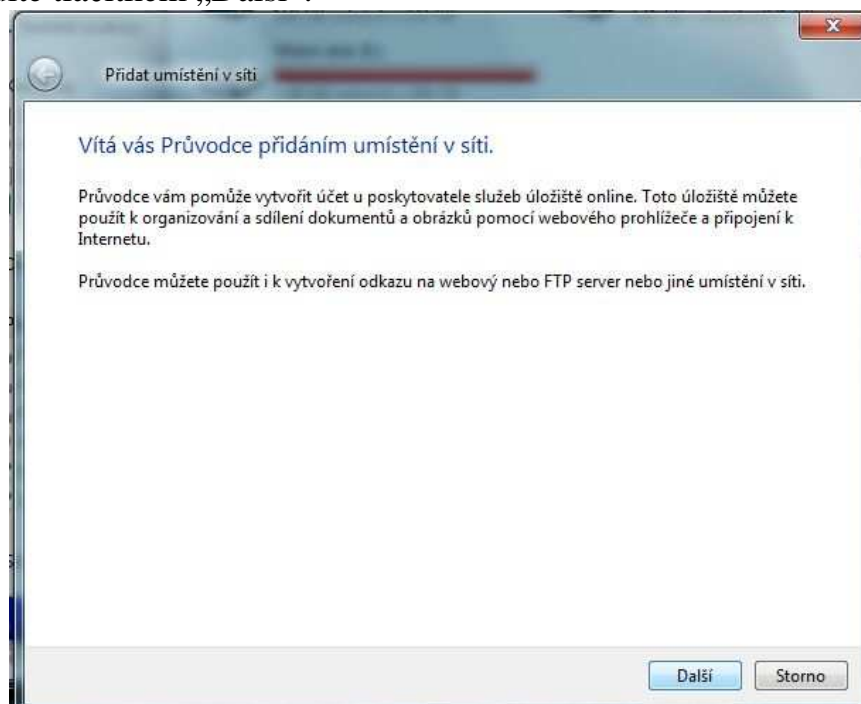 Přidat umístění v síti
Vítá vás Průvodce přidáním umístění v síti.
Průvodce vám pomůže vytvořit účet u poskytovatele služeb úložiště online. Toto úložiště můžete
použít k organizování a sdílení dokumentů a obrázků pomocí webového prohlížeče a připojení k
Internetu.
Průvodce můžete použít i k vytvoření odkazu na webový nebo FTP server nebo jiné umístění v síti.
Další
Storno